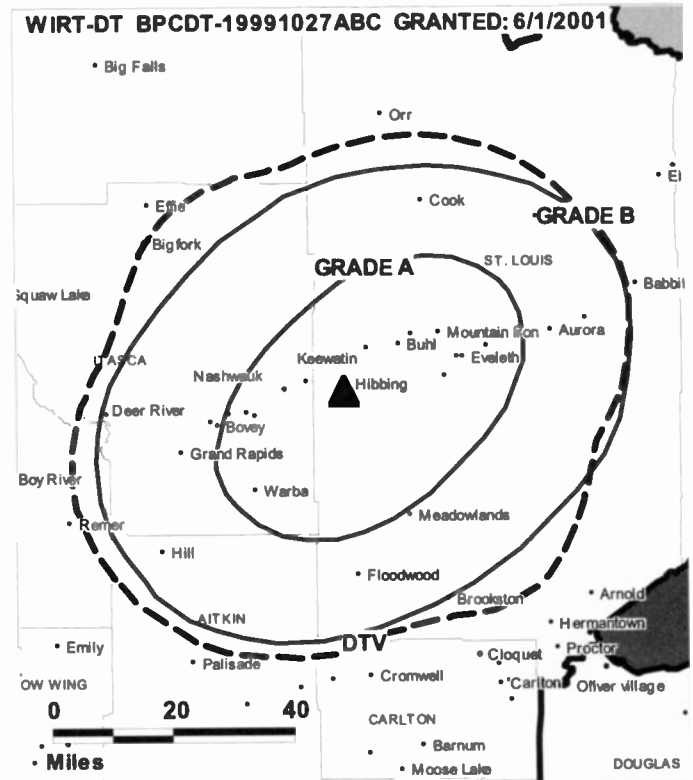 WIRT-DT BPCDT-19991027ABC GRANTED: 6/1/2001
Big Falls
Orr
El
Effie
Cook
GRADE B
Bigfork
GRADE A
ST. LOUIS
Squaw Lake
Babbit
Mountain Iron
Aurora
Buhl
Keewatin
Eveleth
ITASCA
Nashwauk
Hibbing
Deer River
Bovey
Grand Rapids
Boy River
Warba
Meadowlands
Remer
Hill
Floodwood
Brookston
Arnold
AITKIN
Hermantown
DTV
Emily
Proctor
Palisade
Cloquet
Cromwell
Carlton
Oliver village
OW WING
0 20 40
CARLTON
Barnum
Miles
Moose Lake
DOUGLAS